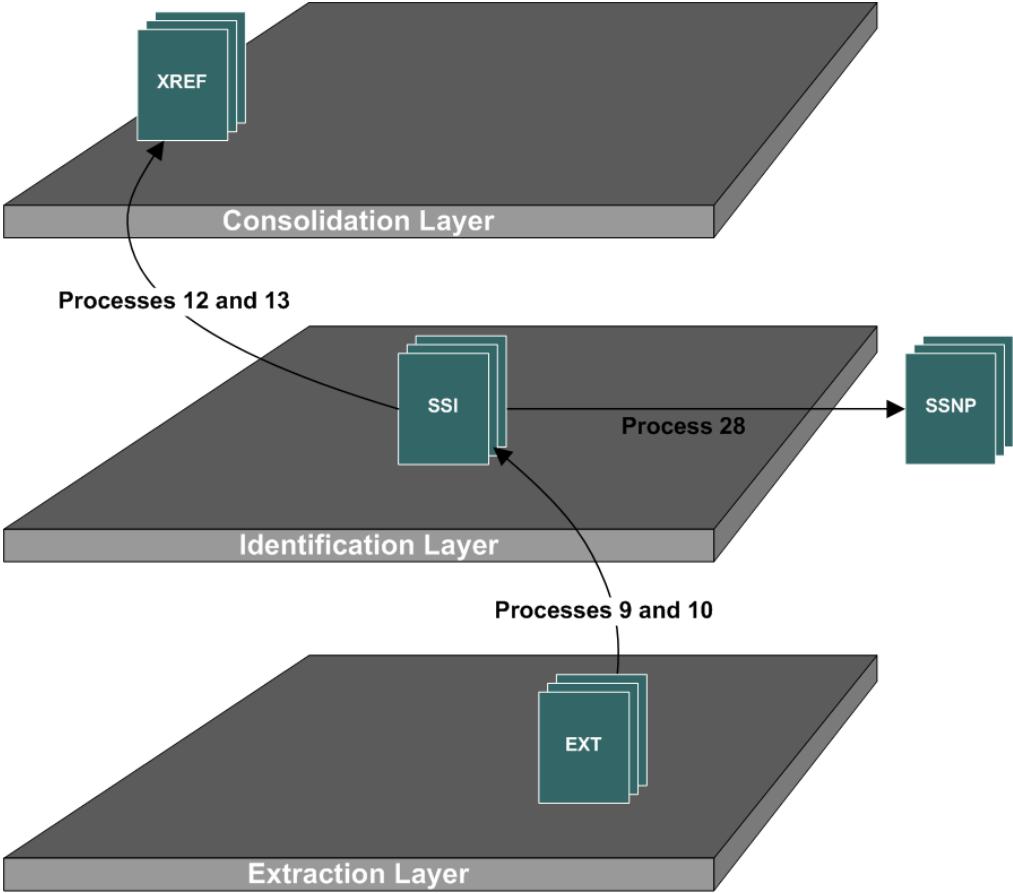 XREF
Consolidation Layer
Processes 12 and 13
SSI
SSNP
Process 28
Identification Layer
Processes 9 and 10
EXT
Extraction Layer